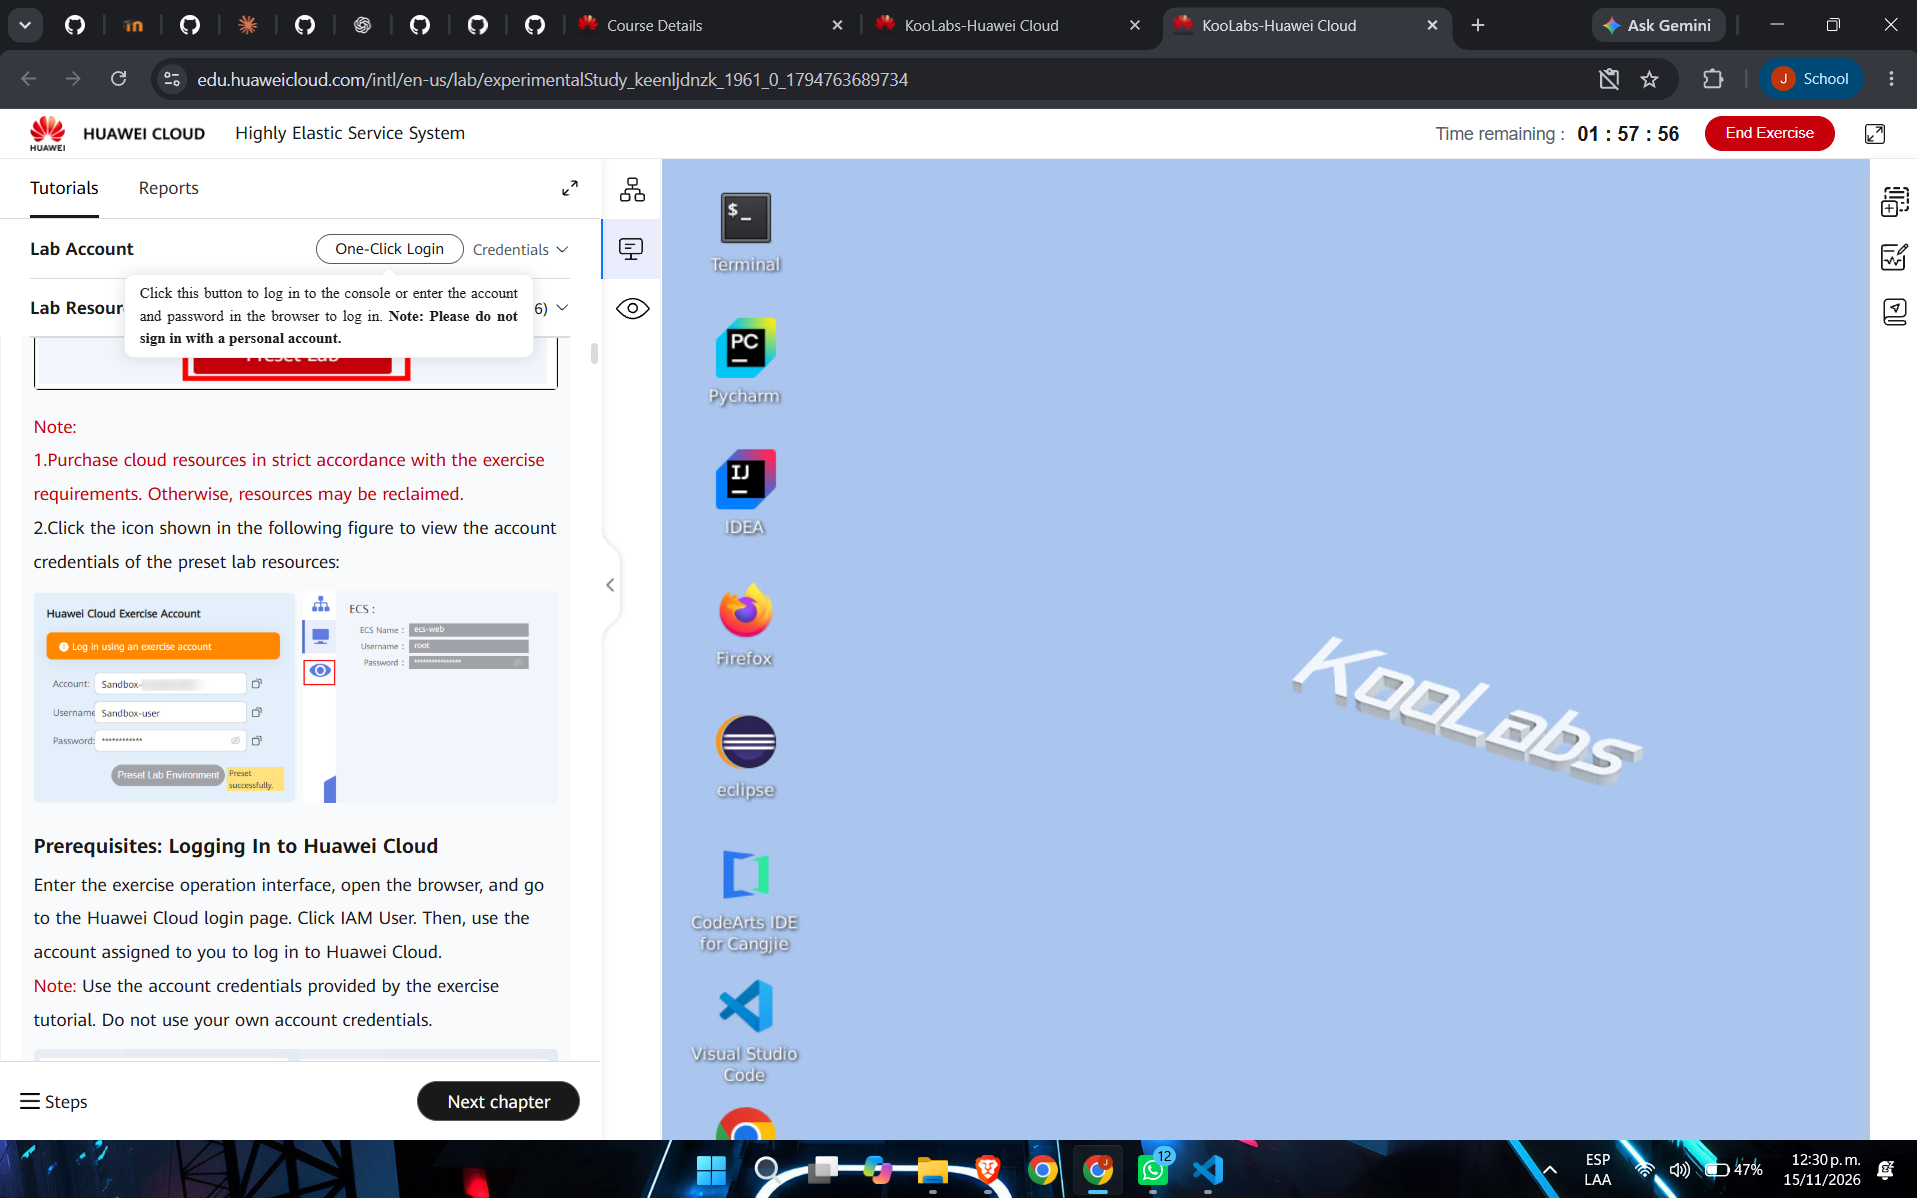 Course Details
KooLabs-Huawei Cloud
KooLabs-Huawei Cloud
Ask Gemini
edu.huaweicloud.com/intl/en-us/lab/experimentalStudy_keenljdnzk_1961_0_1794763689734
J School
HUAWEI
HUAWEI CLOUD
Highly Elastic Service System
Time remaining : 01 : 57 : 56
End Exercise
Tutorials
Reports
Lab Account
One-Click Login
Credentials
Click this button to log in to the console or enter the account
and password in the browser to log in. Note: Please do not
sign in with a personal account.
Lab Resour
6)
Preset Lab
Note:
1.Purchase cloud resources in strict accordance with the exercise
requirements. Otherwise, resources may be reclaimed.
2.Click the icon shown in the following figure to view the account
credentials of the preset lab resources:
Huawei Cloud Exercise Account
Log in using an exercise account
Account: Sandbox-
Username Sandbox-user
Password: ************
Preset Lab Environment
Preset
successfully.
ECS :
ECS Name : ecs-web
Username : root
Password : ****************
Prerequisites: Logging In to Huawei Cloud
Enter the exercise operation interface, open the browser, and go
to the Huawei Cloud login page. Click IAM User. Then, use the
account assigned to you to log in to Huawei Cloud.
Note: Use the account credentials provided by the exercise
tutorial. Do not use your own account credentials.
Steps
Next chapter
$_
Terminal
PC
Pycharm
IJ
IDEA
Firefox
eclipse
CodeArts IDE
for Cangjie
Visual Studio
Code
KooLabs
12
J
ESP
LAA
47%
12:30 p. m.
15/11/2026